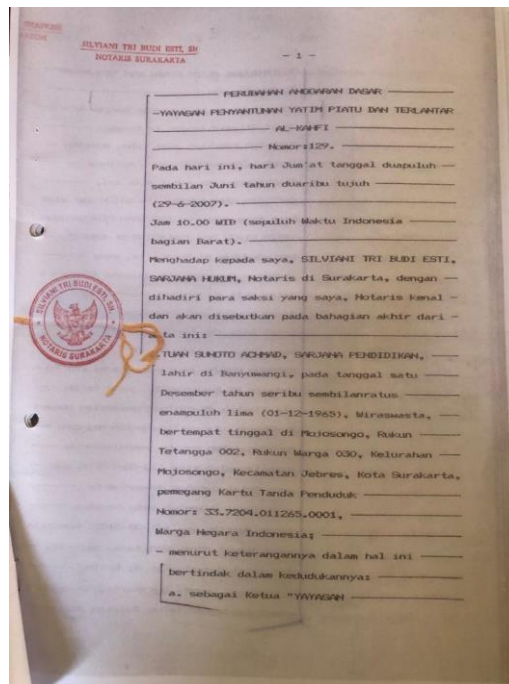 SILVIANI TRI BUDI ESTI, SH
NOTARIS SURAKARTA
- 1 -
PERUBAHAN ANGGARAN DASAR
-YAYASAN PENYANTUNAN YATIM PIATU DAN TERLANTAR
AL-KAHFI
Nomor:129.
Pada hari ini, hari Jum'at tanggal duapuluh
sembilan Juni tahun duaribu tujuh
(29-6-2007).
Jam 10.00 WIB (sepuluh Waktu Indonesia
bagian Barat).
Menghadap kepada saya, SILVIANI TRI BUDI ESTI,
SARJANA HUKUM, Notaris di Surakarta, dengan
dihadiri para saksi yang saya, Notaris kenal
dan akan disebutkan pada bahagian akhir dari
akta ini:
TUAN SUNOTO ACHMAD, SARJANA PENDIDIKAN,
lahir di Banyuwangi, pada tanggal satu
Desember tahun seribu sembilanratus
enampuluh lima (01-12-1965), Wiraswasta,
bertempat tinggal di Mojosongo, Rukun
Tetangga 002, Rukun Warga 030, Kelurahan
Mojosongo, Kecamatan Jebres, Kota Surakarta,
pemegang Kartu Tanda Penduduk
Nomor: 33.7204.011265.0001,
Warga Negara Indonesia;
- menurut keterangannya dalam hal ini
bertindak dalam kedudukannya:
a. sebagai Ketua "YAYASAN
SILVIANI TRI BUDI ESTI, SH
NOTARIS SURAKARTA